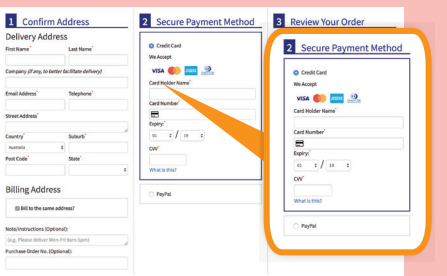 1 Confirm Address
Delivery Address
First Name* Last Name*
Company (if any, to better facilitate delivery)
Email Address* Telephone*
Street Address*
Country* Suburb*
Australia
Post Code* State*
Billing Address
Bill to the same address?
Note/Instructions (Optional):
(e.g. Please deliver Mon-Fri 9am-5pm)
Purchase Order No. (Optional):
2 Secure Payment Method
Credit Card
We Accept
VISA
Card Holder Name*
Card Number*
Expiry:*
01 / 19
CVV*
What is this?
PayPal
3 Review Your Order
2 Secure Payment Method
Credit Card
We Accept
VISA
Card Holder Name*
Card Number*
Expiry:*
01 / 19
CVV*
What is this?
PayPal